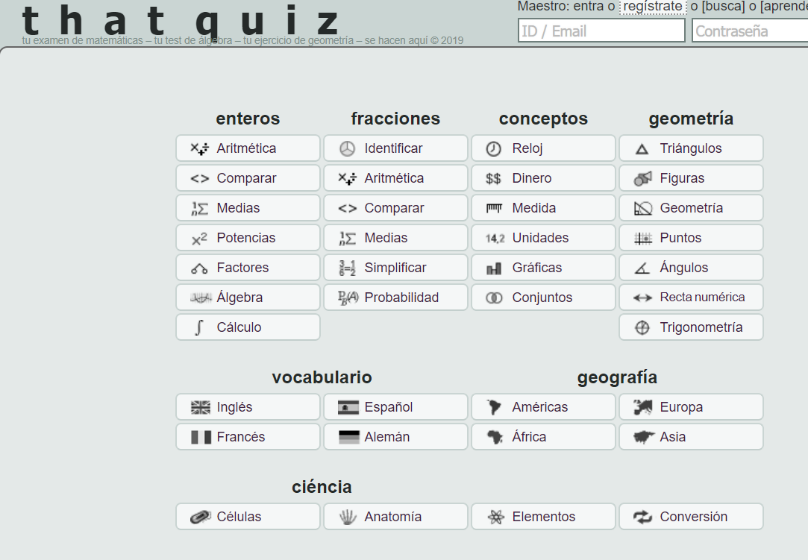 that quiz
tu examen de matemáticas – tu test de álgebra – tu ejercicio de geometría – se hacen aquí © 2019
Maestro: entra o regístrate o [busca] o [aprende
ID / Email
Contraseña
enteros fracciones conceptos geometría
Aritmética Identificar Reloj Triángulos
Comparar Aritmética $$ Dinero Figuras
Medias Comparar Medida Geometría
Potencias Medias 14,2 Unidades Puntos
Factores Simplificar Gráficas Ángulos
Álgebra Probabilidad Conjuntos Recta numérica
Cálculo Trigonometría
vocabulario geografía
Inglés Español Américas Europa
Francés Alemán África Asia
ciéncia
Células Anatomía Elementos Conversión